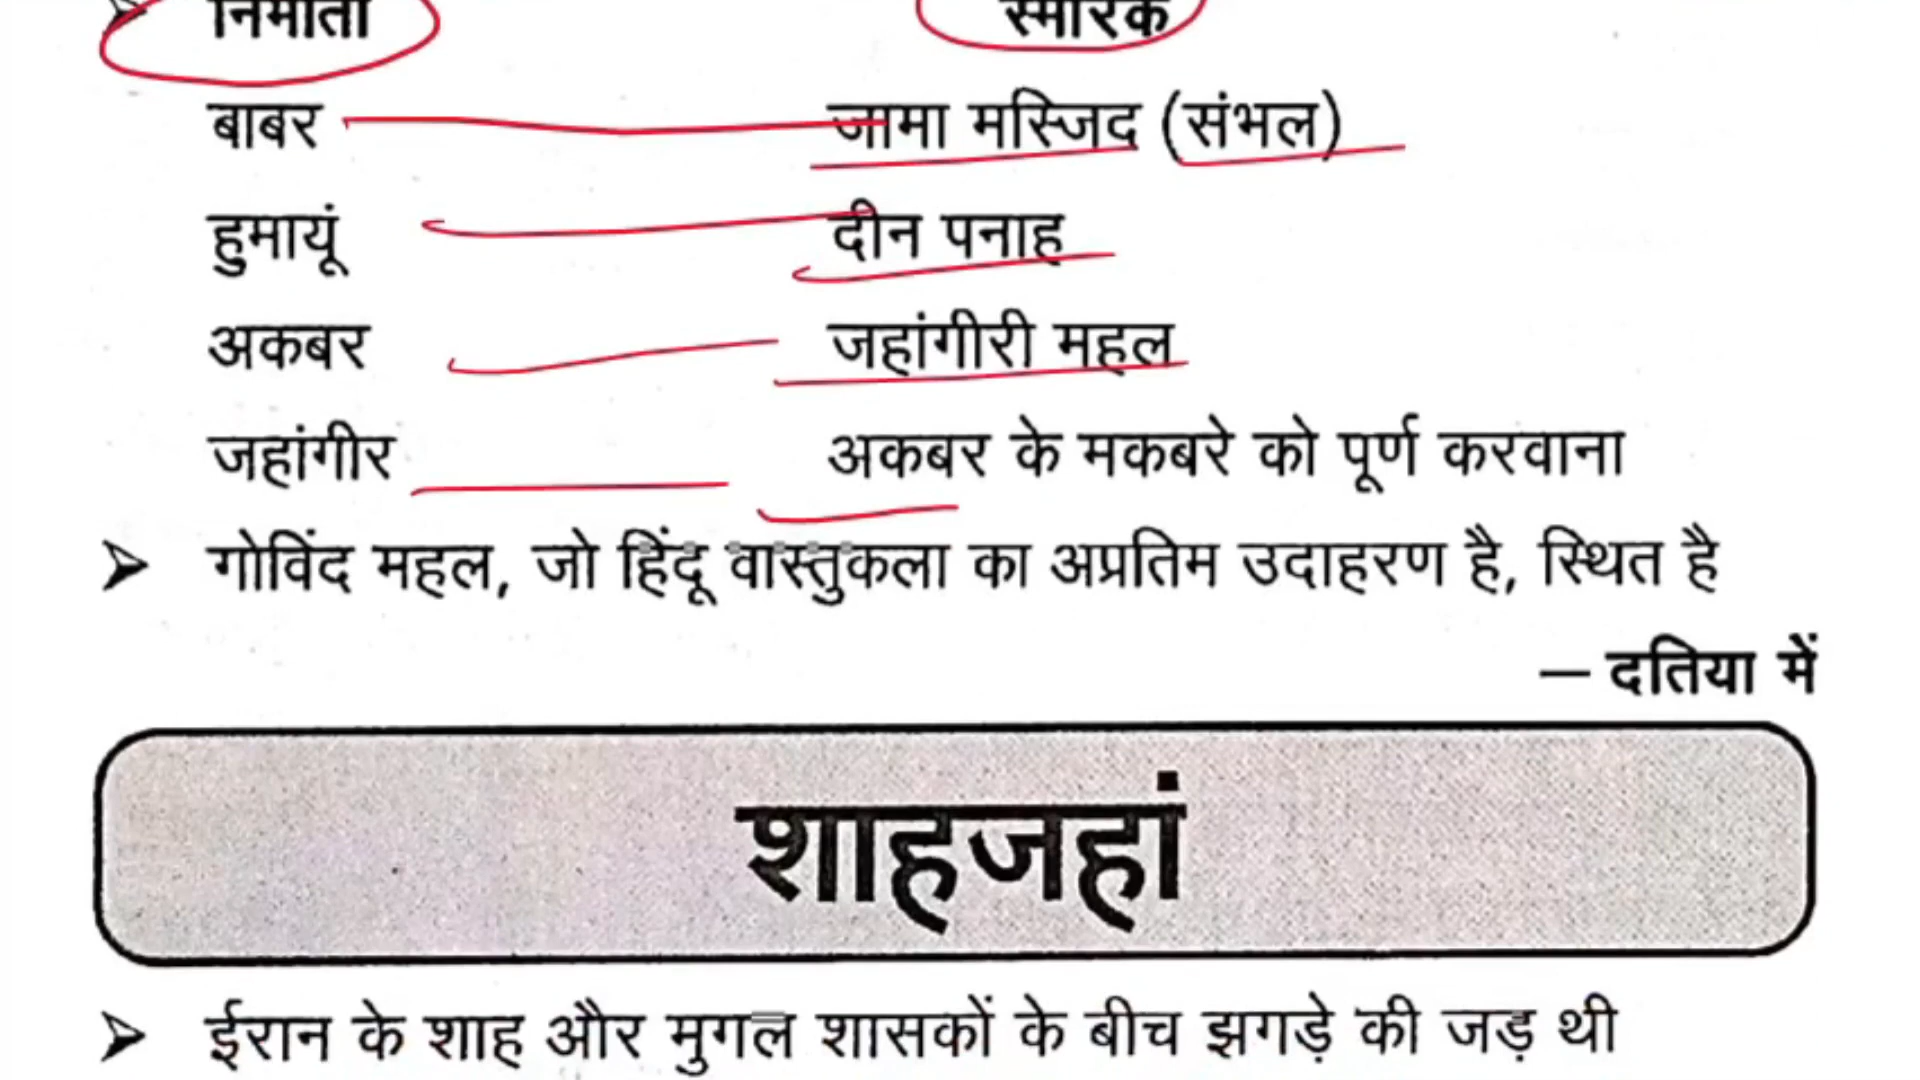 निर्माता स्मारक
बाबर जामा मस्जिद (संभल)
हुमायूं दीन पनाह
अकबर जहांगीरी महल
जहांगीर अकबर के मकबरे को पूर्ण करवाना
➢ गोविंद महल, जो हिंदू वास्तुकला का अप्रतिम उदाहरण है, स्थित है
— दतिया में
शाहजहां
➢ ईरान के शाह और मुगल शासकों के बीच झगड़े की जड़ थी